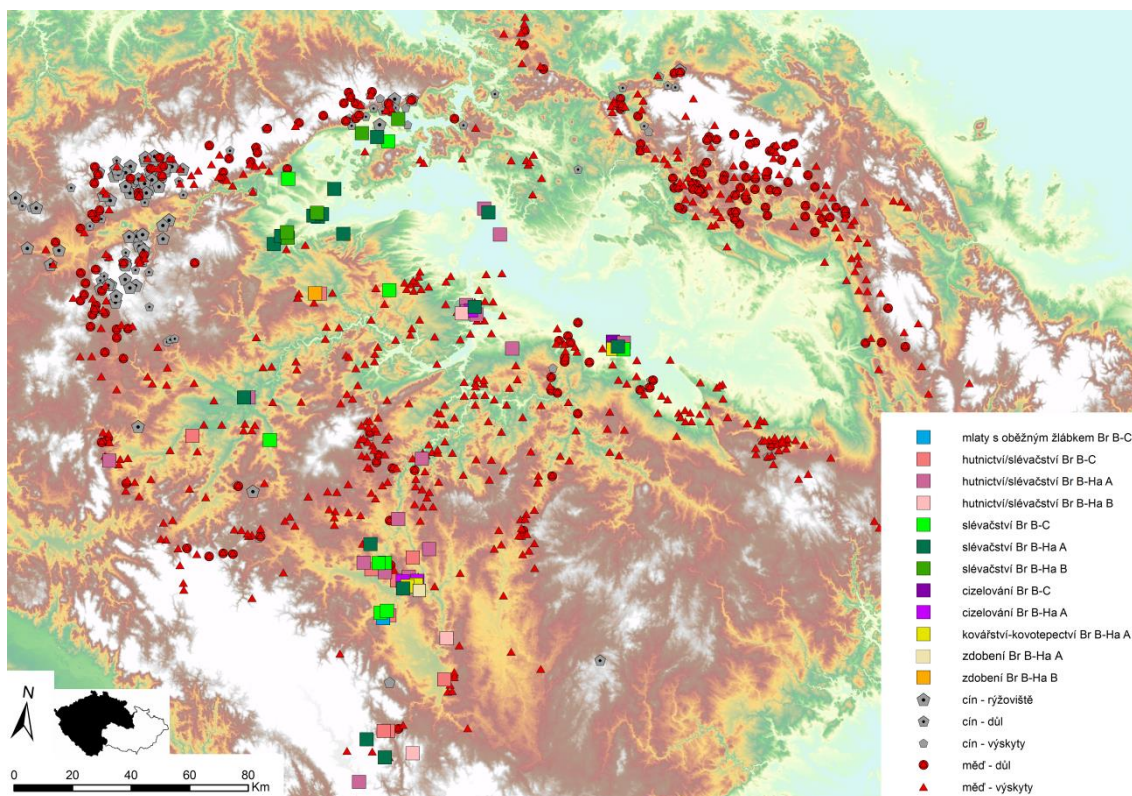 mlaty s oběžným žlábkem Br B-C
hutnictví/slévačství Br B-C
hutnictví/slévačství Br B-Ha A
hutnictví/slévačství Br B-Ha B
slévačství Br B-C
slévačství Br B-Ha A
slévačství Br B-Ha B
cizelování Br B-C
cizelování Br B-Ha A
kovářství-kovotepectví Br B-Ha A
zdobení Br B-Ha A
zdobení Br B-Ha B
cín - rýžoviště
cín - důl
cín - výskyty
měď - důl
měď - výskyty
N
0 20 40 60 80
Km